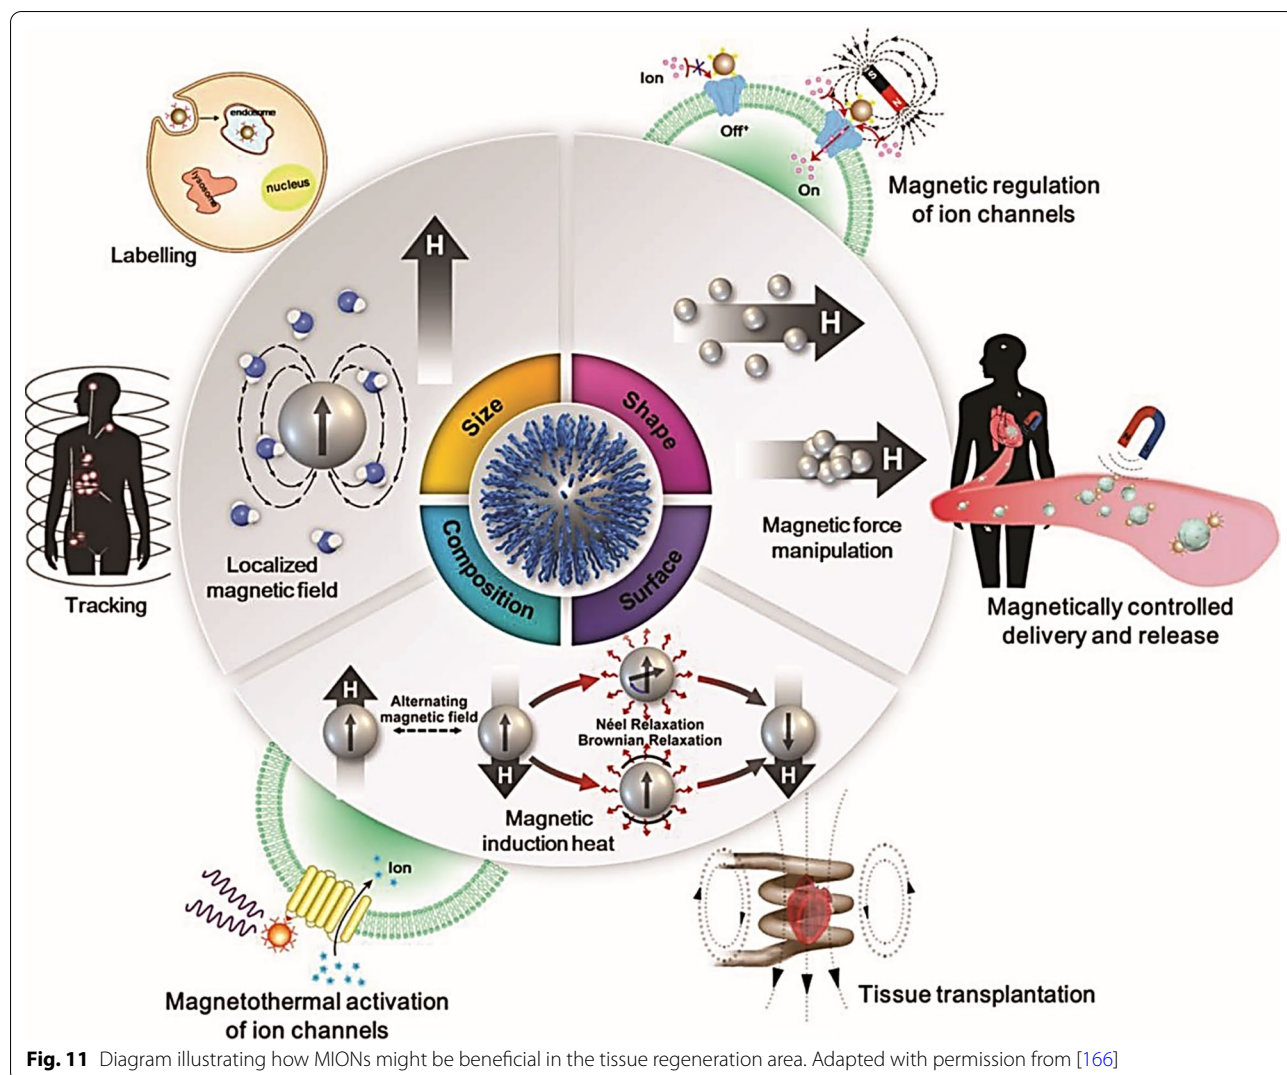 Ion
Off⁺
On
S
N
Magnetic regulation
of ion channels
endosome
lysosome
nucleus
Labelling
H
H
Size
Shape
Composition
Surface
H
Magnetic force
manipulation
Localized
magnetic field
Tracking
Magnetically controlled
delivery and release
H
Alternating
magnetic field
H
Néel Relaxation
Brownian Relaxation
H
Magnetic
induction heat
Ion
Magnetothermal activation
of ion channels
Tissue transplantation
Fig. 11 Diagram illustrating how MIONs might be beneficial in the tissue regeneration area. Adapted with permission from [166]